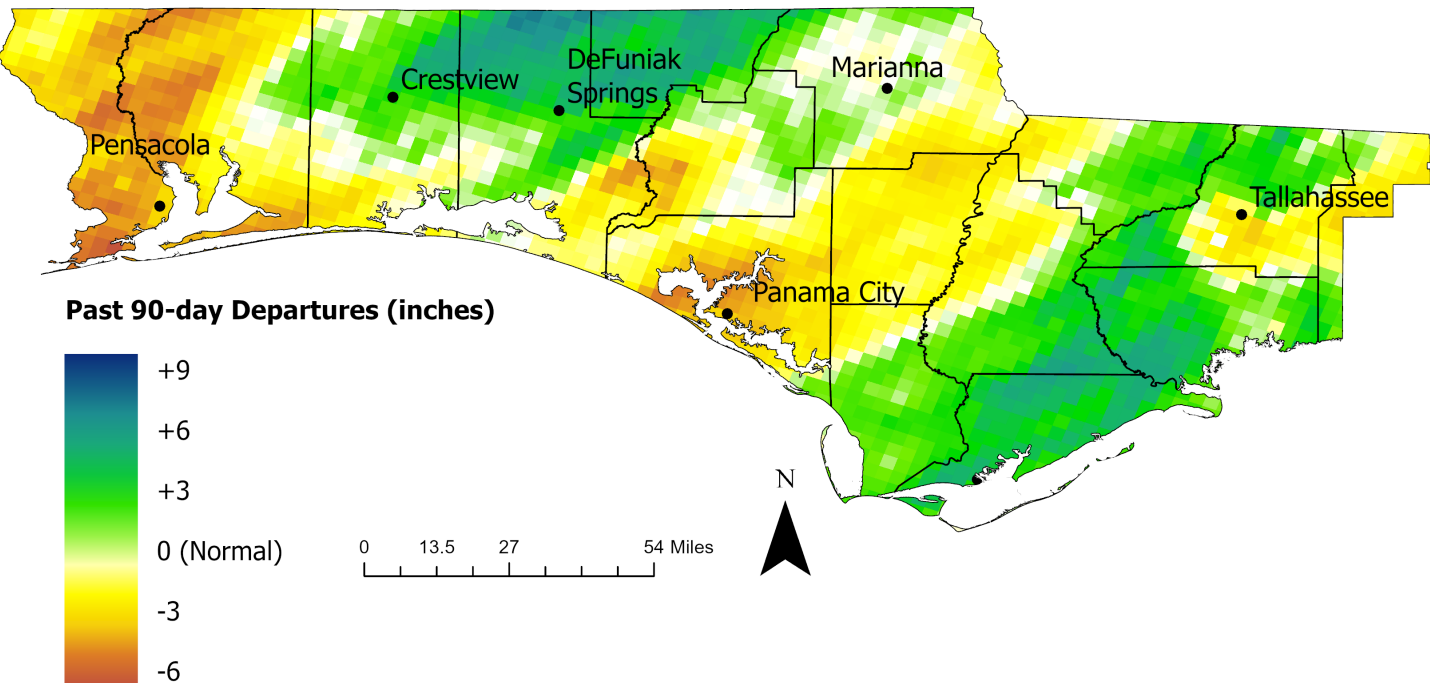 Crestview
DeFuniak
Springs
Marianna
Pensacola
Tallahassee
Panama City
Past 90-day Departures (inches)
+9
+6
+3
0 (Normal)
-3
-6
N
0 13.5 27 54 Miles